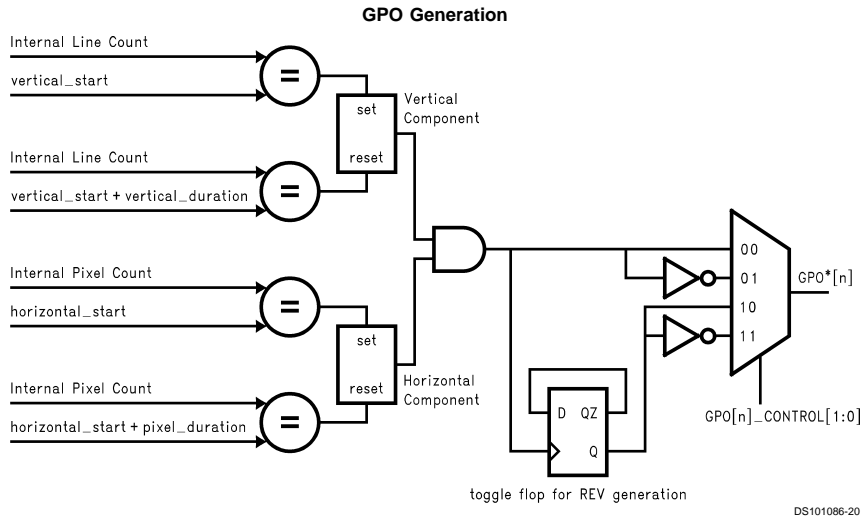 GPO Generation
Internal Line Count
vertical_start
=
set
Vertical
Component
reset
Internal Line Count
vertical_start + vertical_duration
=
Internal Pixel Count
horizontal_start
=
set
reset
Horizontal
Component
Internal Pixel Count
horizontal_start + pixel_duration
=
00
01
10
11
GPO*[n]
GPO[n]_CONTROL[1:0]
D QZ
Q
toggle flop for REV generation
DS101086-20